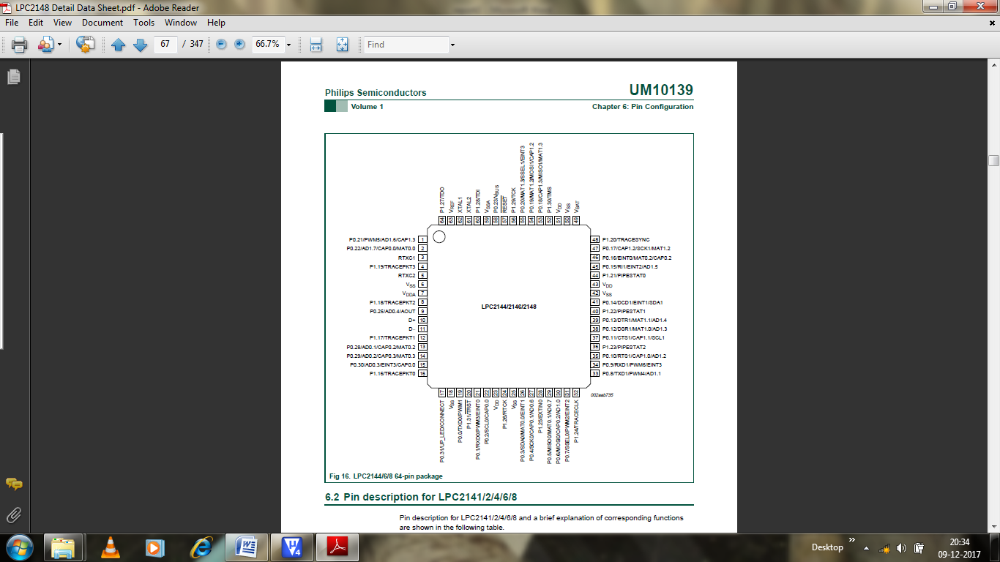 LPC2148 Detail Data Sheet.pdf - Adobe Reader
File Edit View Document Tools Window Help
67 / 347 66.7% Find
Philips Semiconductors UM10139
Volume 1 Chapter 6: Pin Configuration
64 P1.27/TDO
63 VREF
62 XTAL1
61 XTAL2
60 P1.28/TDI
59 VSSA
58 P0.23/VBUS
57 RESET
56 P1.29/TCK
55 P0.20/MAT1.3/SSEL1/EINT3
54 P0.19/MAT1.2/MOSI1/CAP1.2
53 P0.18/CAP1.3/MISO1/MAT1.3
52 P1.30/TMS
51 VDD
50 VSS
49 VBAT
P0.21/PWM5/AD1.6/CAP1.3 1
P0.22/AD1.7/CAP0.0/MAT0.0 2
RTXC1 3
P1.19/TRACEPKT3 4
RTXC2 5
VSS 6
VDDA 7
P1.18/TRACEPKT2 8
P0.25/AD0.4/AOUT 9
D+ 10
D− 11
P1.17/TRACEPKT1 12
P0.28/AD0.1/CAP0.2/MAT0.2 13
P0.29/AD0.2/CAP0.3/MAT0.3 14
P0.30/AD0.3/EINT3/CAP0.0 15
P1.16/TRACEPKT0 16
LPC2144/2146/2148
48 P1.20/TRACESYNC
47 P0.17/CAP1.2/SCK1/MAT1.2
46 P0.16/EINT0/MAT0.2/CAP0.2
45 P0.15/RI1/EINT2/AD1.5
44 P1.21/PIPESTAT0
43 VDD
42 VSS
41 P0.14/DCD1/EINT1/SDA1
40 P1.22/PIPESTAT1
39 P0.13/DTR1/MAT1.1/AD1.4
38 P0.12/DSR1/MAT1.0/AD1.3
37 P0.11/CTS1/CAP1.1/SCL1
36 P1.23/PIPESTAT2
35 P0.10/RTS1/CAP1.0/AD1.2
34 P0.9/RXD1/PWM6/EINT3
33 P0.8/TXD1/PWM4/AD1.1
P0.31/UP_LED/CONNECT 17
VSS 18
P0.0/TXD0/PWM1 19
P1.31/TRST 20
P0.1/RXD0/PWM3/EINT0 21
P0.2/SCL0/CAP0.0 22
VDD 23
P1.26/RTCK 24
VSS 25
P0.3/SDA0/MAT0.0/EINT1 26
P0.4/SCK0/CAP0.1/AD0.6 27
P1.25/EXTIN0 28
P0.5/MISO0/MAT0.1/AD0.7 29
P0.6/MOSI0/CAP0.2/AD1.0 30
P0.7/SSEL0/PWM2/EINT2 31
P1.24/TRACECLK 32
002aab735
Fig 16. LPC2144/6/8 64-pin package
6.2 Pin description for LPC2141/2/4/6/8
Pin description for LPC2141/2/4/6/8 and a brief explanation of corresponding functions
are shown in the following table.
Desktop
20:34
09-12-2017